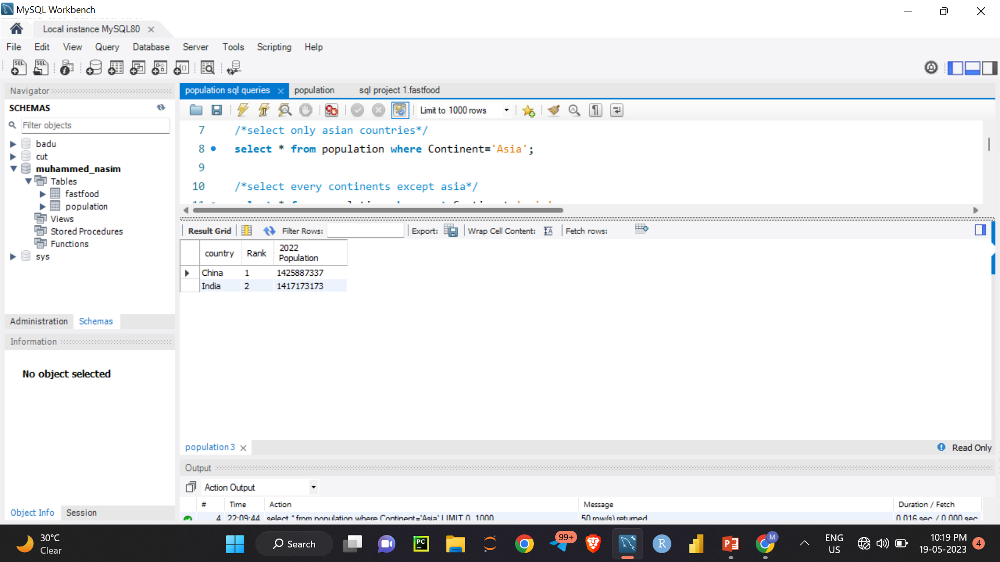 MySQL Workbench
Local instance MySQL80
File Edit View Query Database Server Tools Scripting Help
Navigator
SCHEMAS
Filter objects
badu
cut
muhammed_nasim
Tables
fastfood
population
Views
Stored Procedures
Functions
sys
Administration Schemas
Information
No object selected
Object Info Session
population sql queries population sql project 1.fastfood
Limit to 1000 rows
7 /*select only asian countries*/
8 select * from population where Continent='Asia';
9
10 /*select every continents except asia*/
Result Grid Filter Rows: Export: Wrap Cell Content: Fetch rows:
country Rank 2022 Population
China 1 1425887337
India 2 1417173173
population 3
Read Only
Output
Action Output
# Time Action Message Duration / Fetch
4 22:09:44 select * from population where Continent='Asia' LIMIT 0, 1000 50 row(s) returned 0.016 sec / 0.000 sec
30°C
Clear
Search
PC
99+
R
M
ENG
US
10:19 PM
19-05-2023
4